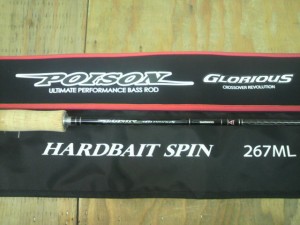 POISON
ULTIMATE PERFORMANCE BASS ROD
GLORIOUS
CROSSOVER REVOLUTION
HARDBAIT SPIN 267ML